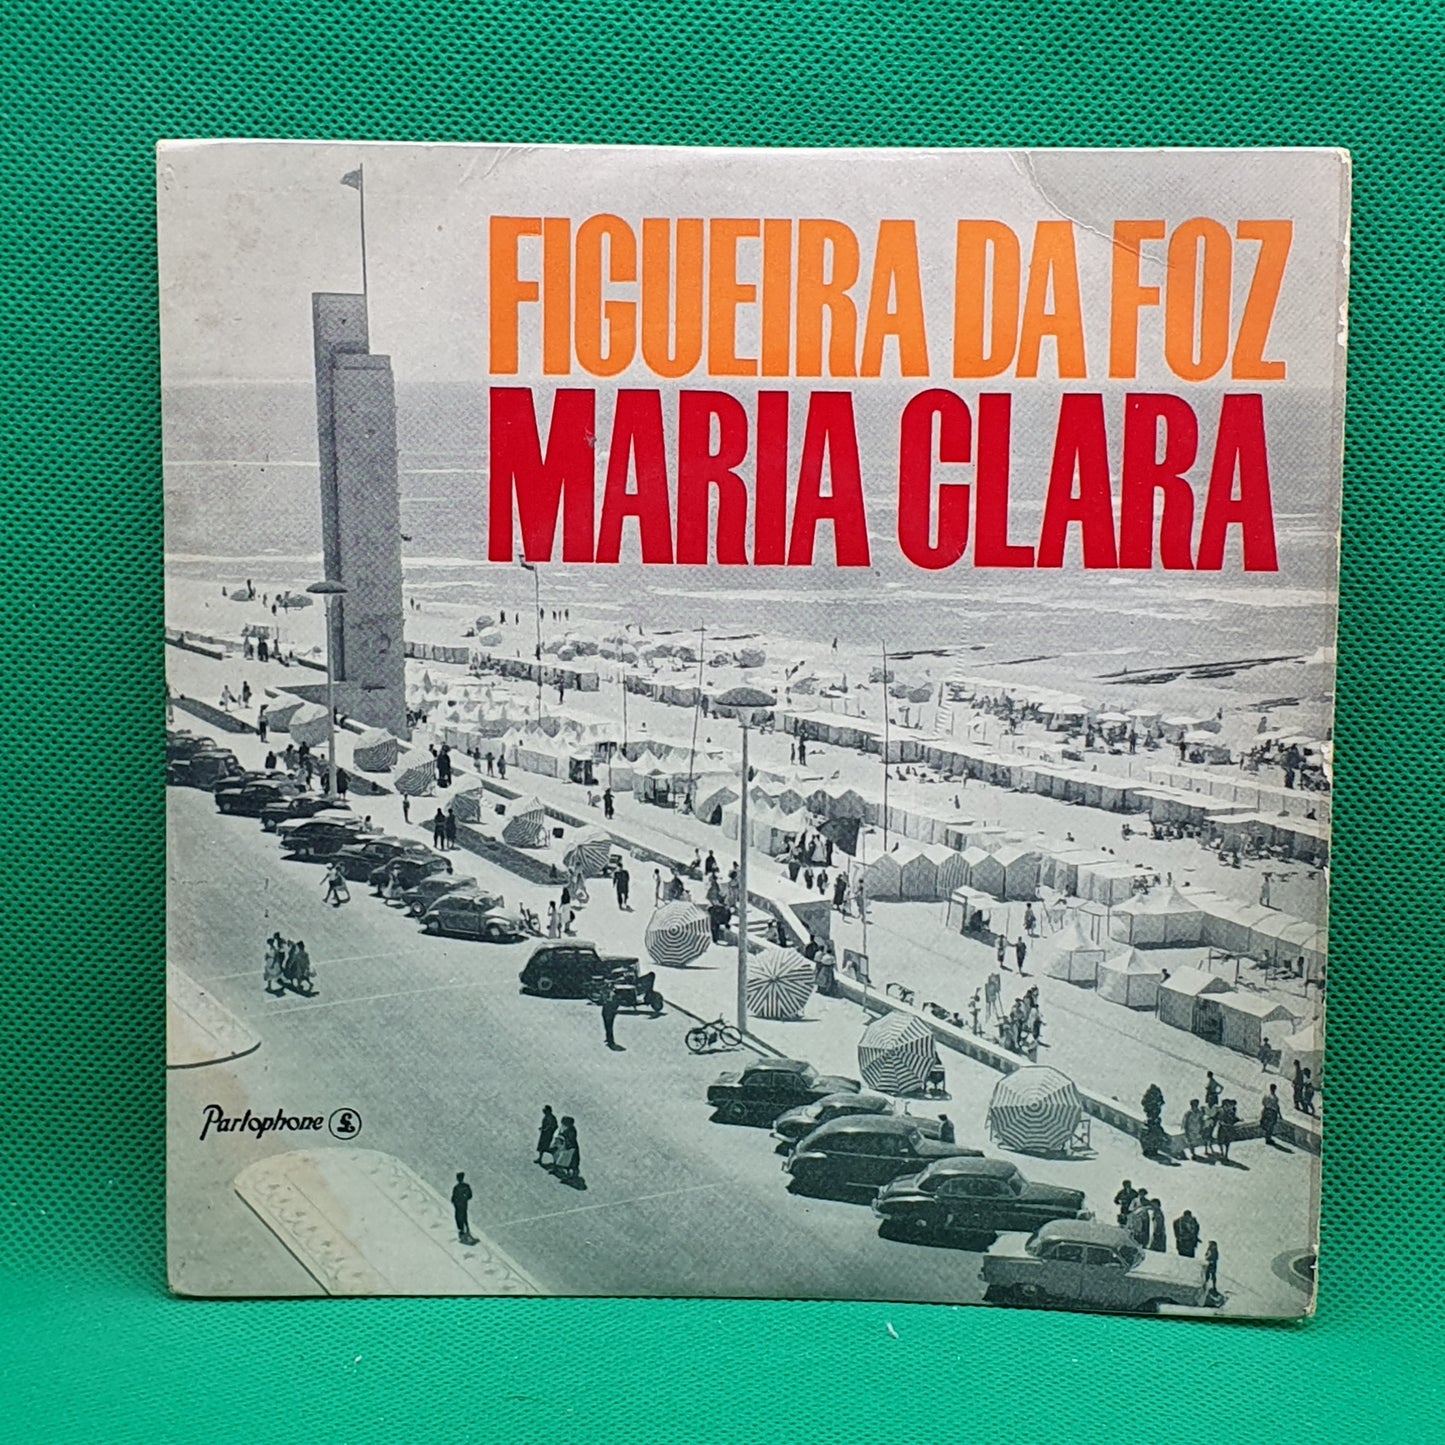 FIGUEIRA DA FOZ
MARIA CLARA
Parlophone £